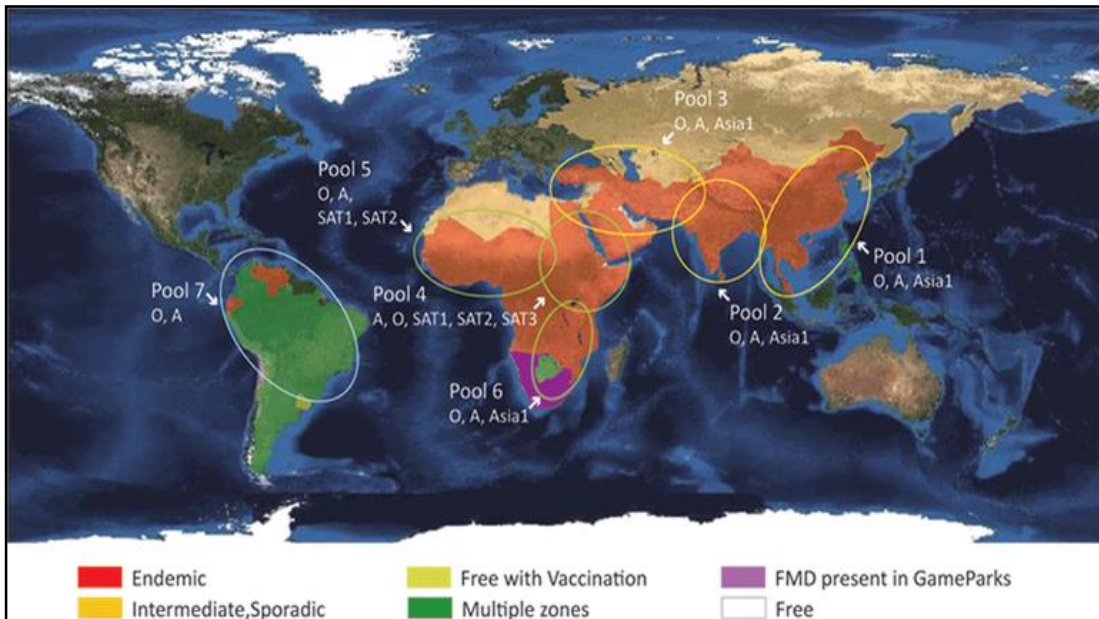 Pool 3
O, A, Asia1
Pool 5
O, A,
SAT1, SAT2
Pool 1
O, A, Asia1
Pool 7
O, A
Pool 4
A, O, SAT1, SAT2, SAT3
Pool 2
O, A, Asia1
Pool 6
O, A, Asia1
Endemic
Free with Vaccination
FMD present in GameParks
Intermediate,Sporadic
Multiple zones
Free